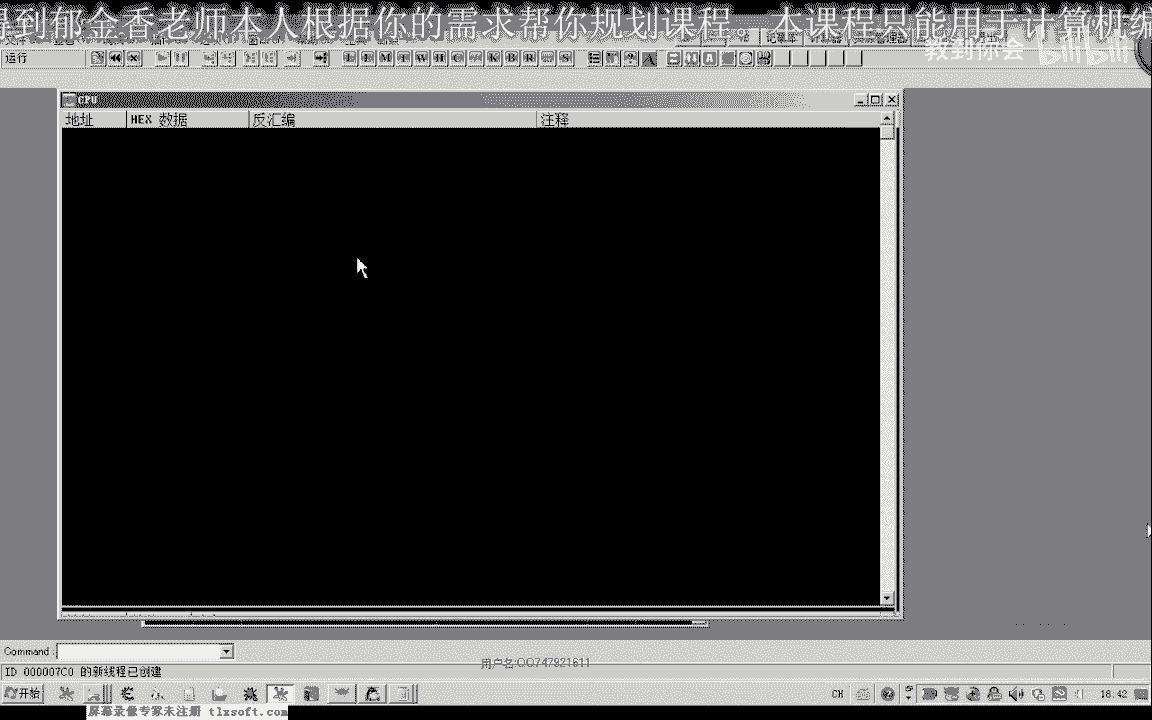 得到郁金香老师本人根据你的需求帮你规划课程。 本课程只能用于计算机编
教到你会 bilibili
运行
L E M T W H C / K B R ... S
CPU
地址 HEX 数据 反汇编 注释
Command:
ID 000007C0 的新线程已创建
用户名:QQ747921611
开始
CH
18:42
屏幕录像专家未注册 tlzsoft.com